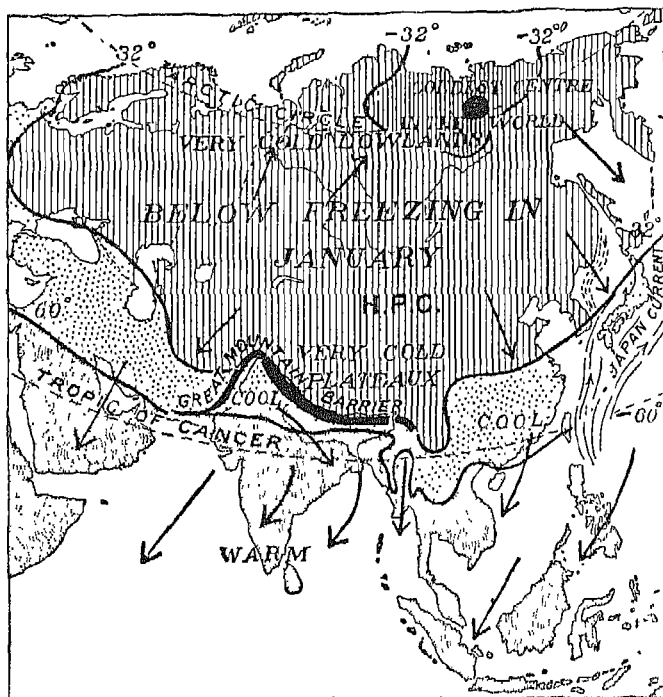 32°
-32°
-32°
ARCTIC CIRCLE
COLDEST CENTRE
IN THE WORLD
VERY COLD LOWLANDS
BELOW FREEZING IN
JANUARY
32°
H.P.C.
JAPAN CURRENT
60°
GREAT MOUNTAIN BARRIER
VERY COLD
PLATEAUX
COOL
COOL
60°
TROPIC OF CANCER
WARM